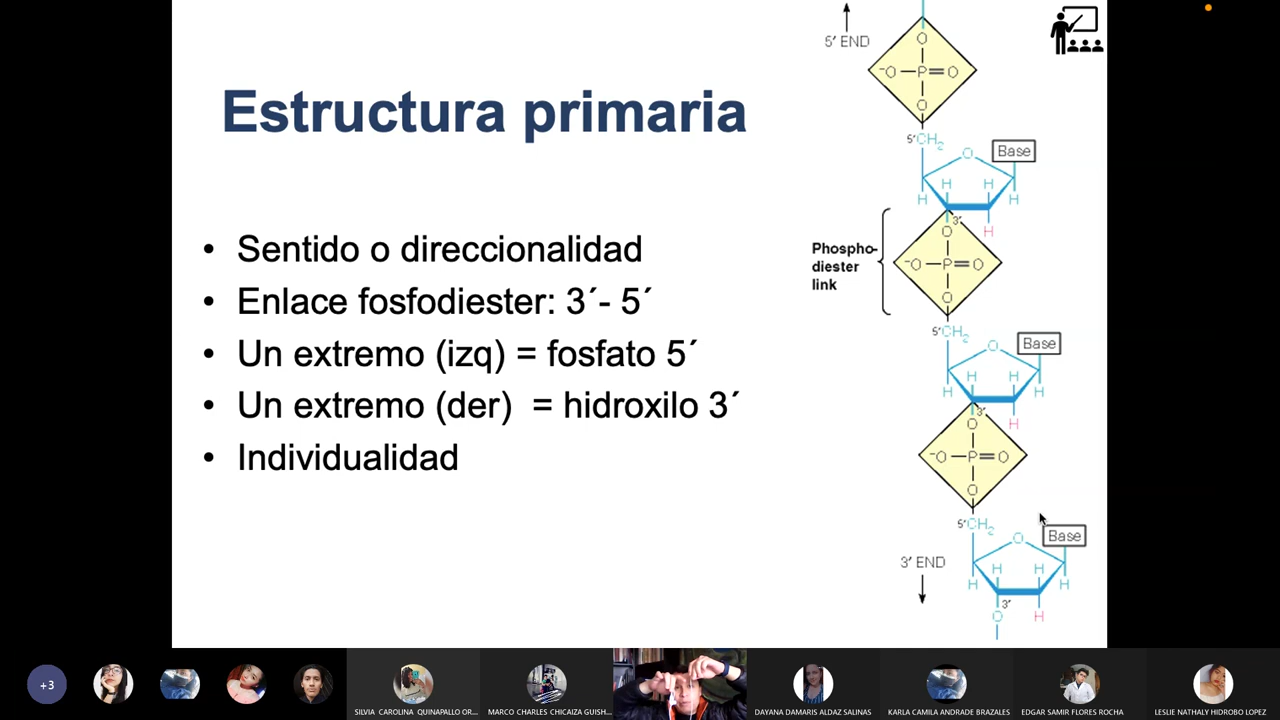 Estructura primaria
• Sentido o direccionalidad
• Enlace fosfodiester: 3´- 5´
• Un extremo (izq) = fosfato 5´
• Un extremo (der)  = hidroxilo 3´
• Individualidad
5′ END
O
⁻O—P=O
O
5′CH₂
O
Base
H
H
H
H
3′
H
Phospho-
diester
link
O
⁻O—P=O
O
5′CH₂
O
Base
H
H
H
H
3′
H
O
⁻O—P=O
O
5′CH₂
O
Base
3′ END
H
H
H
H
3′
O
H
+3
SILVIA CAROLINA QUINAPALLO OR...
MARCO CHARLES CHICAIZA GUISH...
DAYANA DAMARIS ALDAZ SALINAS
KARLA CAMILA ANDRADE BRAZALES
EDGAR SAMIR FLORES ROCHA
LESLIE NATHALY HIDROBO LOPEZ